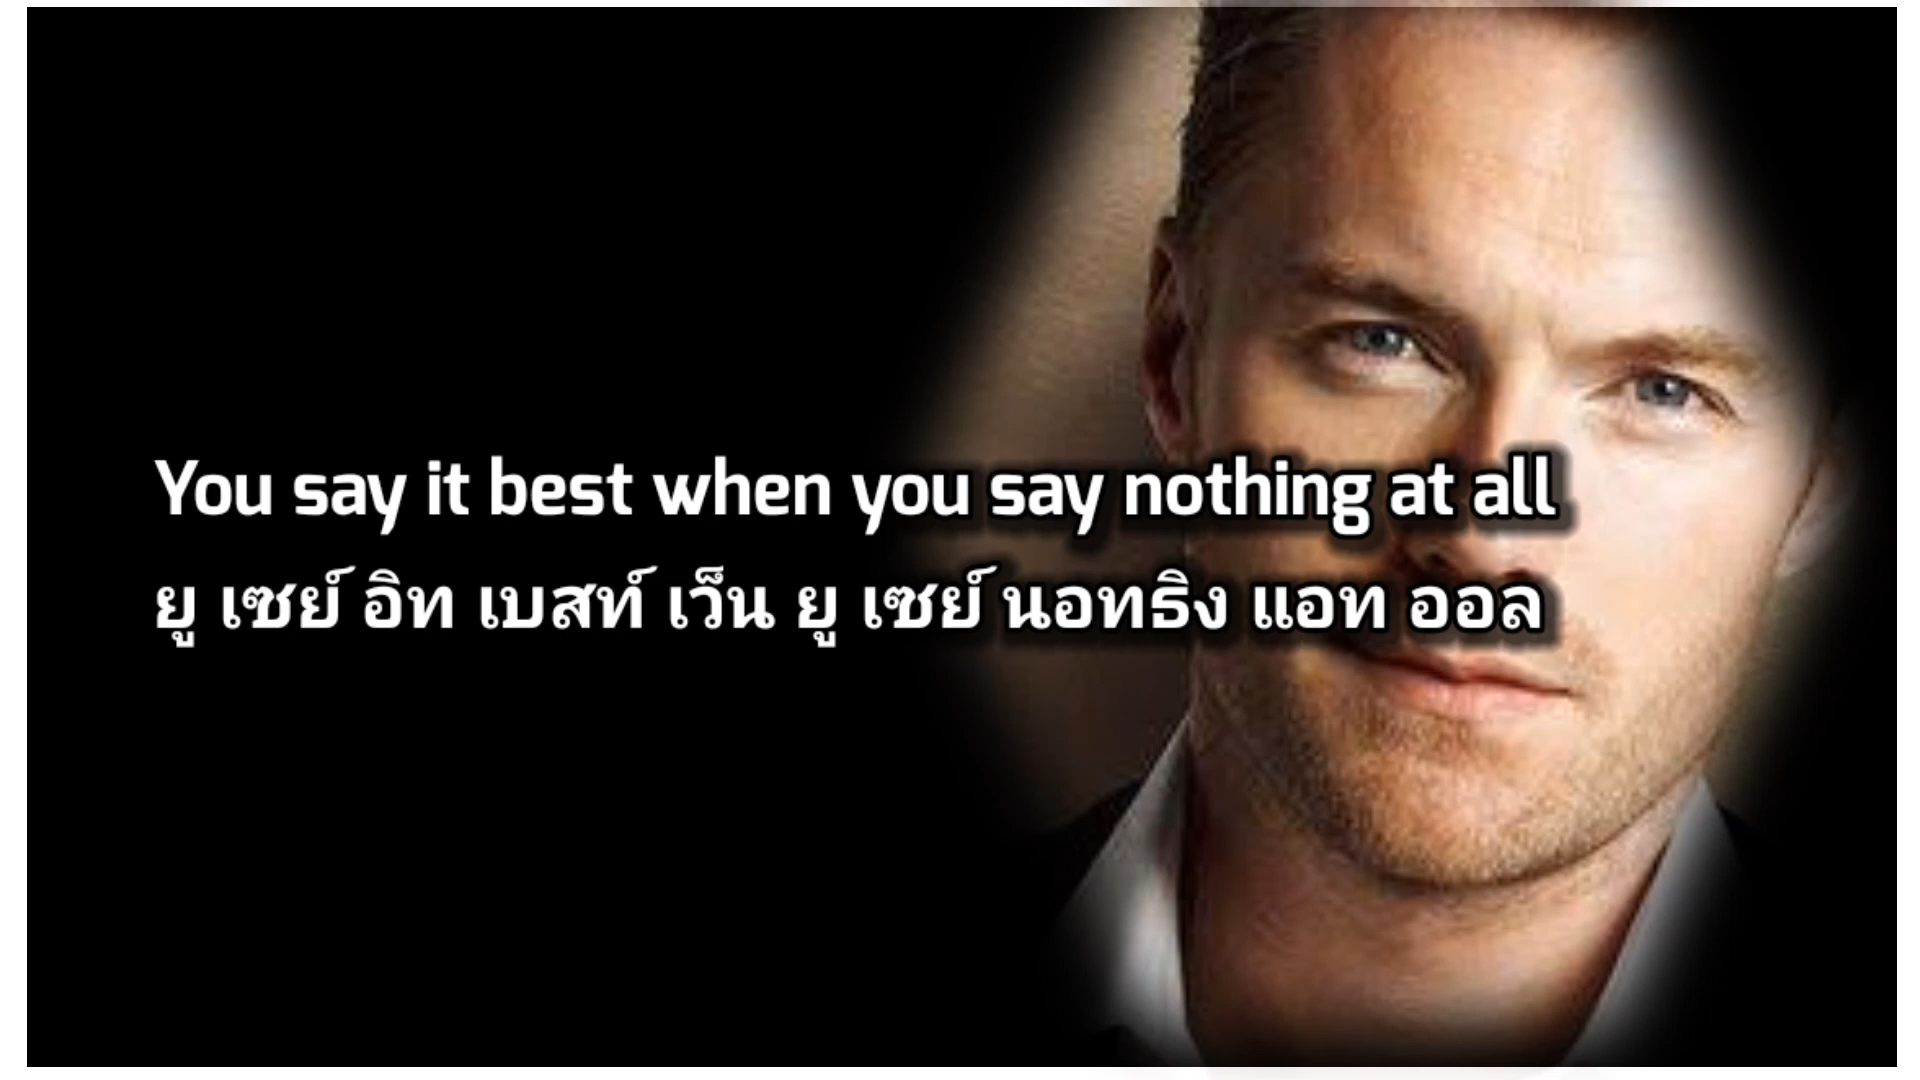 You say it best when you say nothing at all
ยู เซย์ อิท เบสท์ เว็น ยู เซย์ นอทธิง แอท ออล